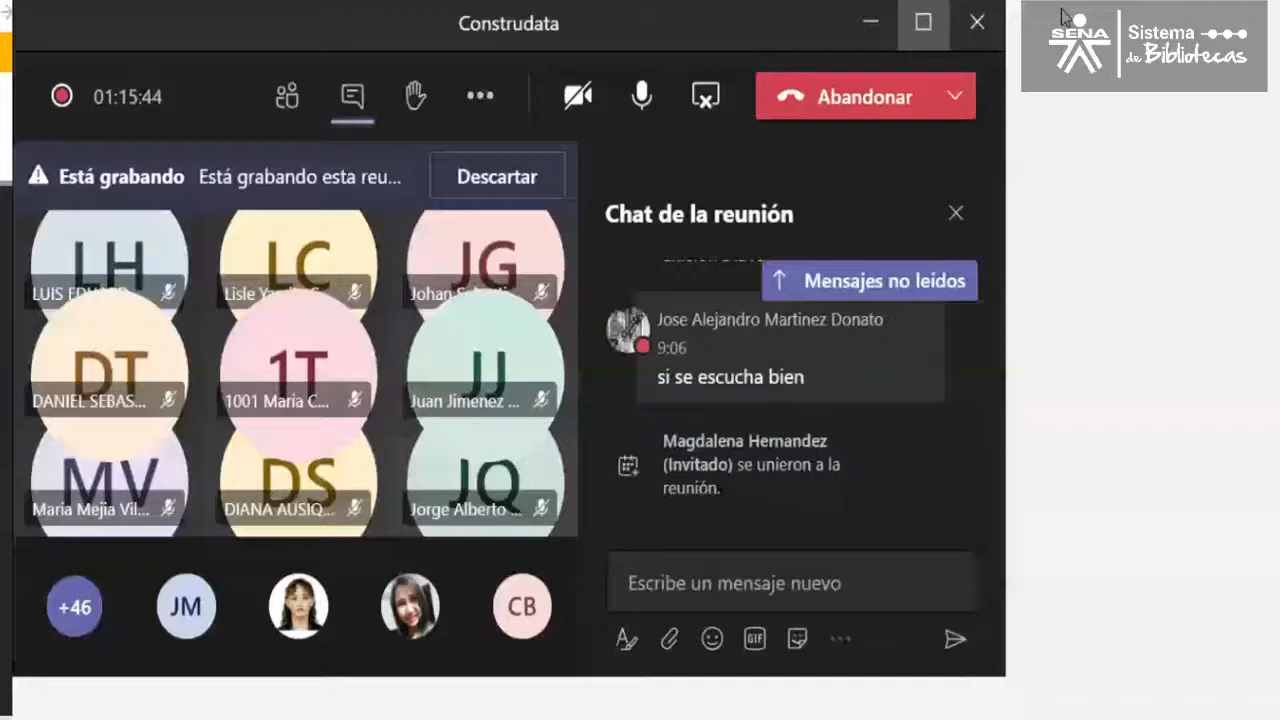 Construdata
SENA
Sistema
de Bibliotecas
01:15:44
Abandonar
Está grabando Está grabando esta reu...
Descartar
LH
LUIS
LC
Lisle
JG
Johan
DT
DANIEL SEBAS...
1T
1001 Maria C...
JJ
Juan Jimenez ...
MV
Maria Mejia Vil...
DS
DIANA AUSIQ...
JQ
Jorge Alberto ...
+46
JM
CB
Chat de la reunión
Mensajes no leídos
Jose Alejandro Martinez Donato
9:06
si se escucha bien
Magdalena Hernandez
(Invitado) se unieron a la
reunión.
Escribe un mensaje nuevo
GIF